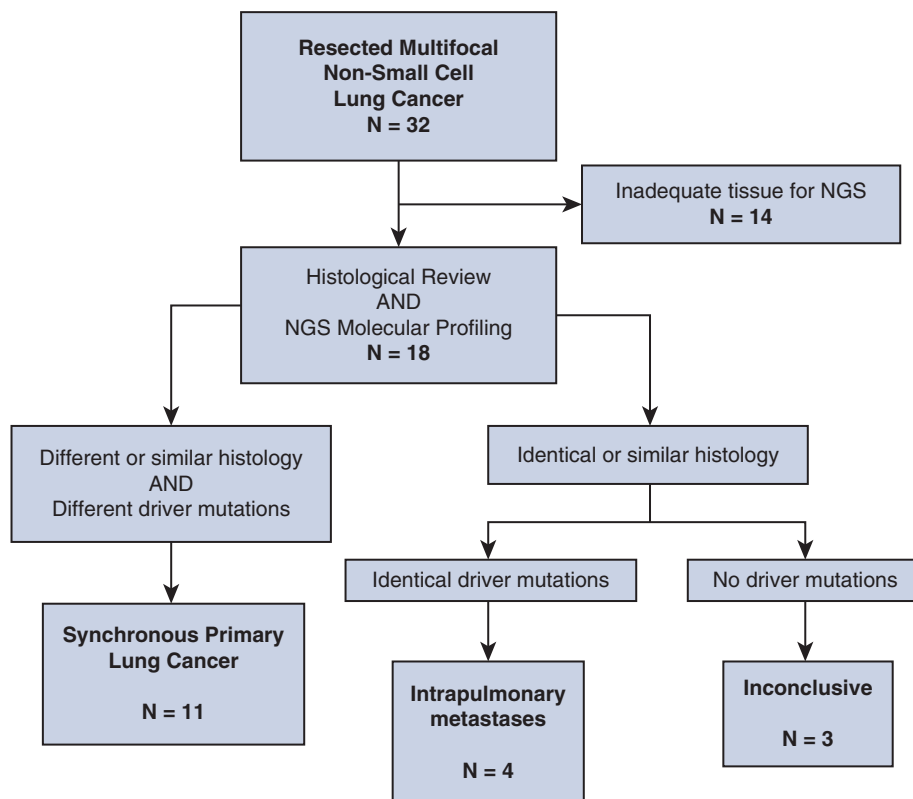 Resected Multifocal
Non-Small Cell
Lung Cancer
N = 32
Inadequate tissue for NGS
N = 14
Histological Review
AND
NGS Molecular Profiling
N = 18
Different or similar histology
AND
Different driver mutations
Identical or similar histology
Identical driver mutations
No driver mutations
Synchronous Primary
Lung Cancer
N = 11
Intrapulmonary
metastases
N = 4
Inconclusive
N = 3